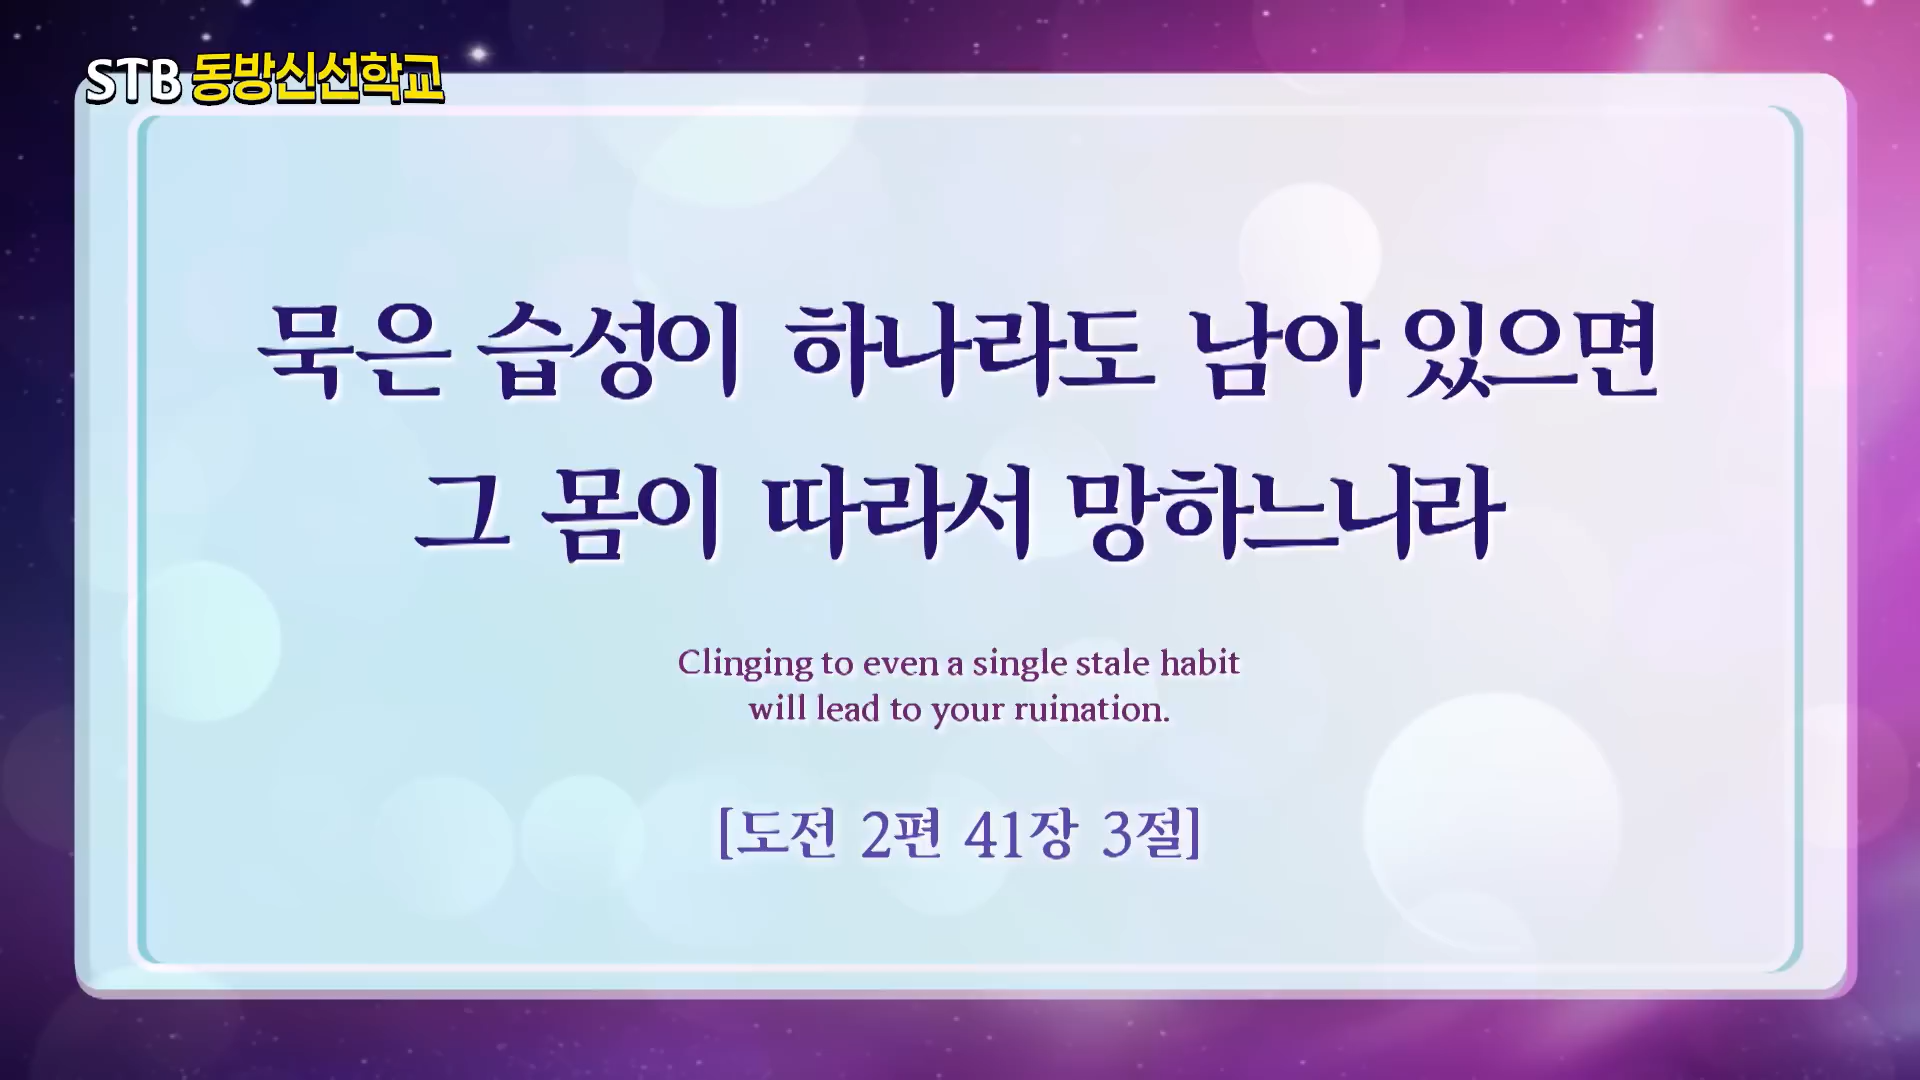 STB 동방신선학교
묵은 습성이 하나라도 남아 있으면
그 몸이 따라서 망하느니라
Clinging to even a single stale habit
will lead to your ruination.
[도전 2편 41장 3절]